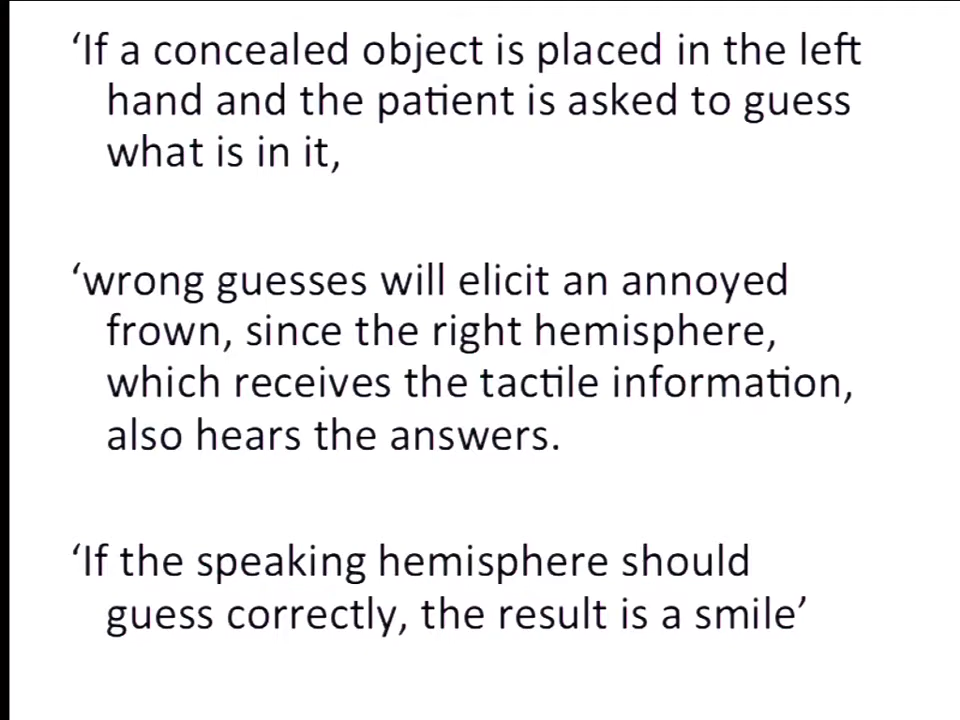 ‘If a concealed object is placed in the left
hand and the patient is asked to guess
what is in it,
‘wrong guesses will elicit an annoyed
frown, since the right hemisphere,
which receives the tactile information,
also hears the answers.
‘If the speaking hemisphere should
guess correctly, the result is a smile’